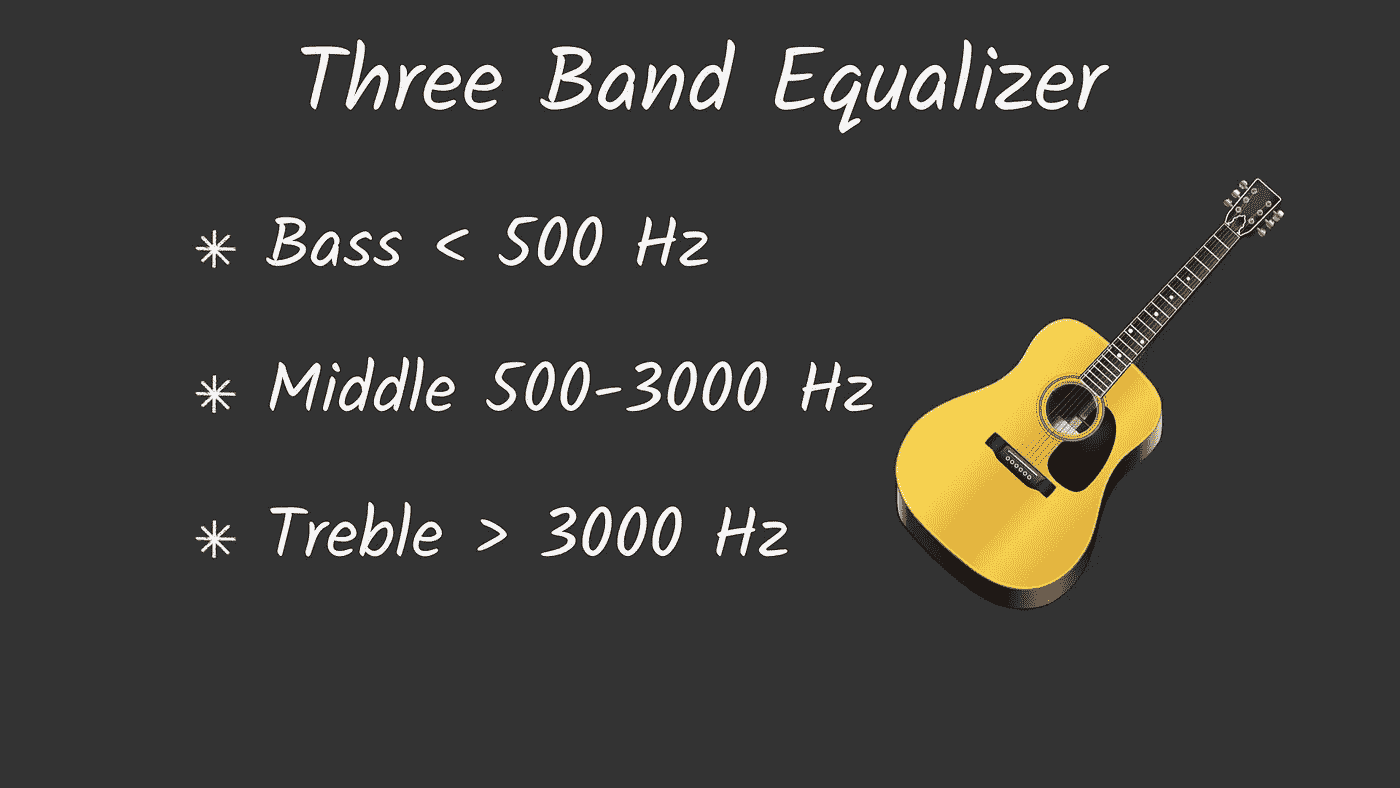 Three Band Equalizer
* Bass < 500 Hz
* Middle 500-3000 Hz
* Treble > 3000 Hz